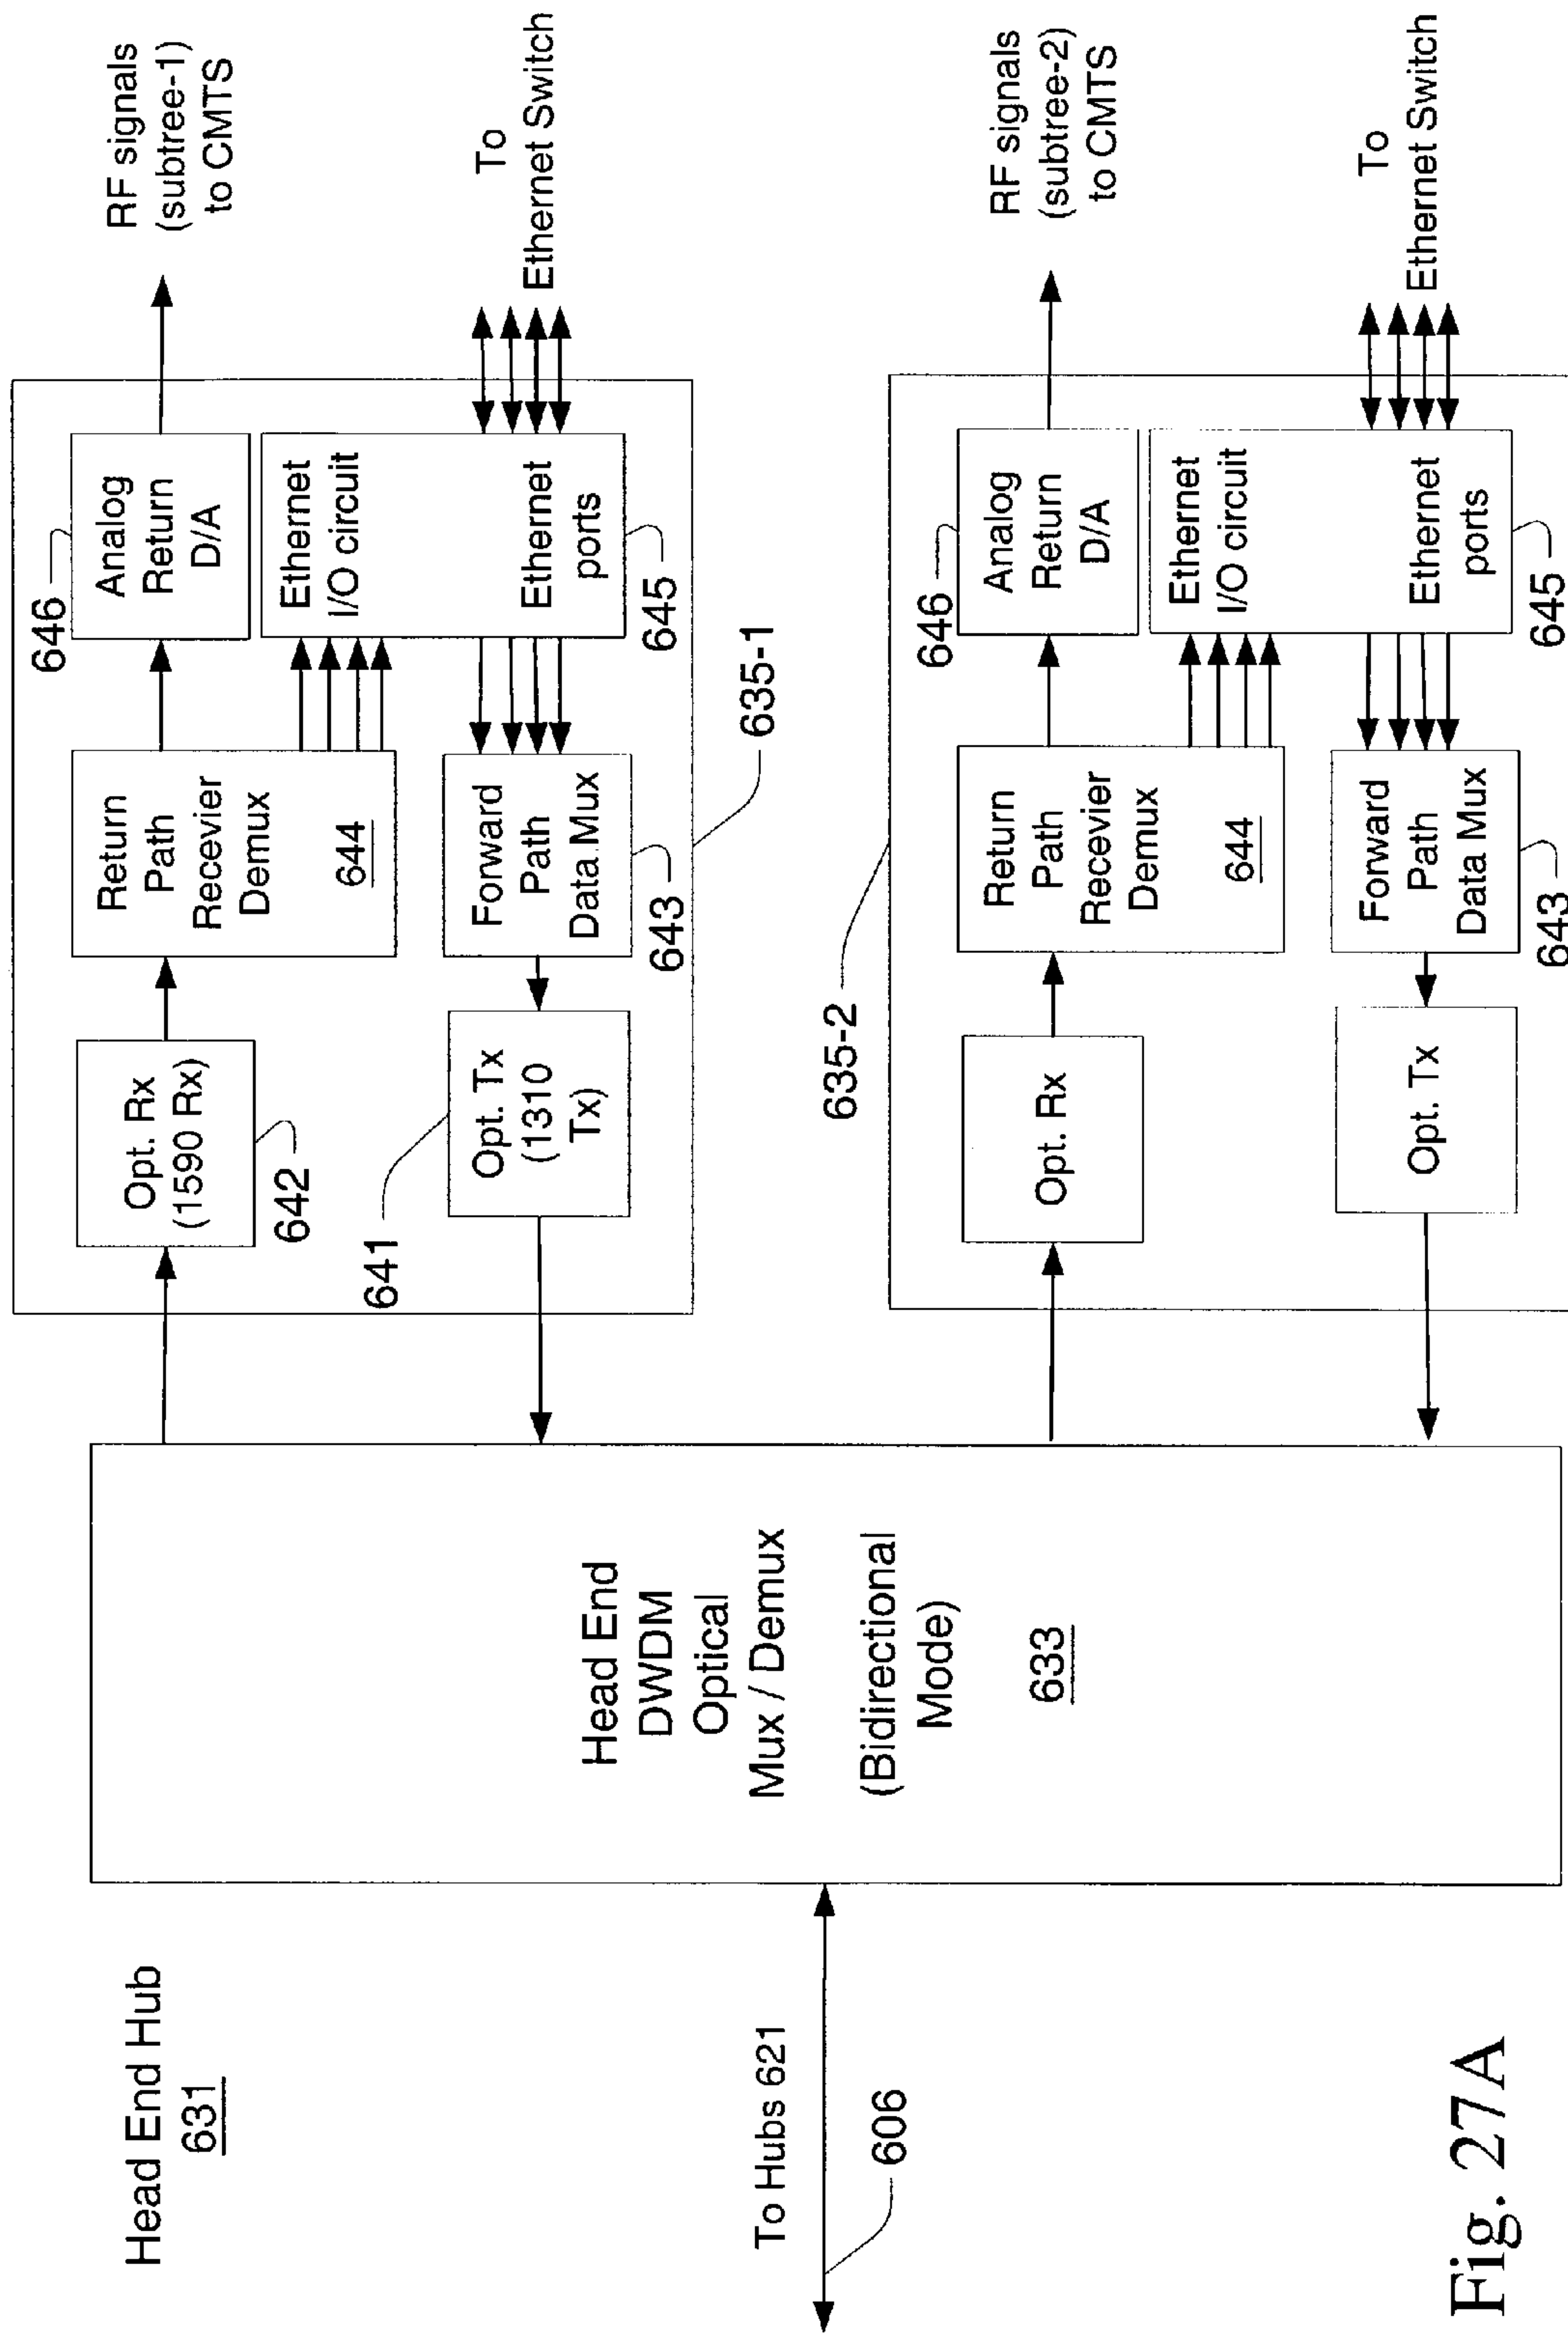 Head End Hub
631
To Hubs 621
606
Head End
DWDM
Optical
Mux / Demux
(Bidirectional
Mode)
633
Opt. Rx
(1590 Rx)
642
641
Opt. Tx
(1310
Tx)
Return
Path
Recevier
Demux
644
Forward
Path
Data Mux
643
646
Analog
Return
D/A
Ethernet
I/O circuit
Ethernet
ports
645
635-1
RF signals
(subtree-1)
to CMTS
To
Ethernet Switch
635-2
Opt. Rx
Opt. Tx
Return
Path
Recevier
Demux
644
Forward
Path
Data Mux
643
646
Analog
Return
D/A
Ethernet
I/O circuit
Ethernet
ports
645
RF signals
(subtree-2)
to CMTS
To
Ethernet Switch
Fig. 27A